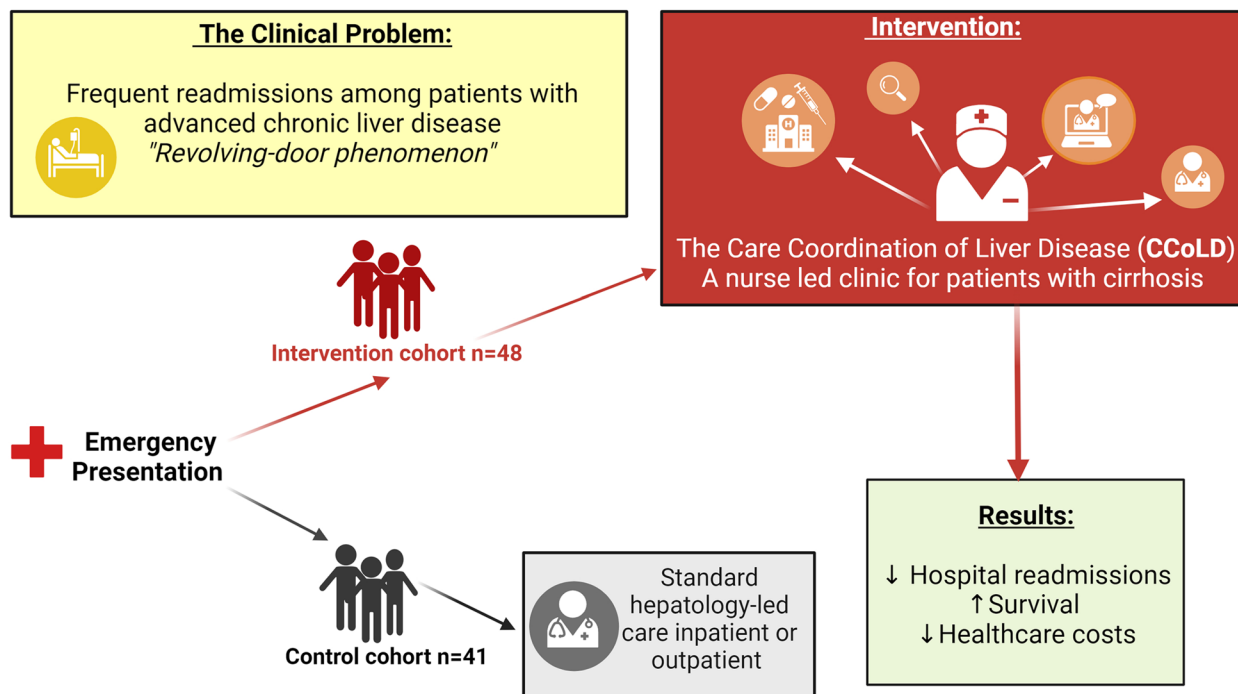 The Clinical Problem:
Frequent readmissions among patients with
advanced chronic liver disease
"Revolving-door phenomenon"
Intervention:
H
The Care Coordination of Liver Disease (CCoLD)
A nurse led clinic for patients with cirrhosis
Intervention cohort n=48
Emergency
Presentation
Control cohort n=41
Standard
hepatology-led
care inpatient or
outpatient
Results:
↓ Hospital readmissions
↑Survival
↓Healthcare costs